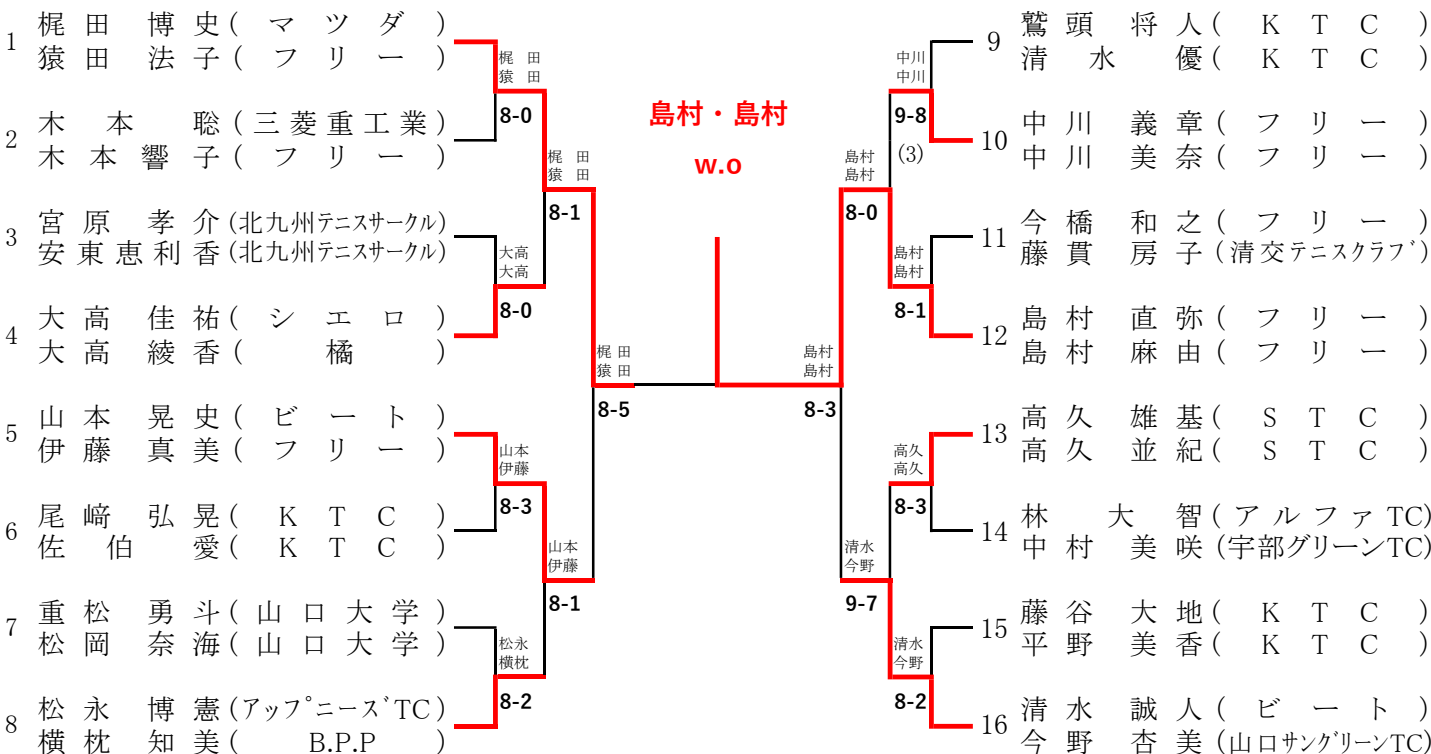 1 梶田 博史(マツダ)
猿田 法子(フリー)
2 木本 聡(三菱重工業)
木本響子(フリー)
3 宮原 孝介(北九州テニスサークル)
安東恵利香(北九州テニスサークル)
4 大高 佳祐(シエロ)
大高 綾香(橘)
5 山本 晃史(ビート)
伊藤 真美(フリー)
6 尾﨑 弘晃(KTC)
佐伯 愛(KTC)
7 重松 勇斗(山口大学)
松岡 奈海(山口大学)
8 松永 博憲(アップニーズTC)
横枕 知美(B.P.P)
梶田
猿田
8-0
大高
大高
8-0
山本
伊藤
8-3
松永
横枕
8-2
梶田
猿田
8-1
山本
伊藤
8-1
梶田
猿田
8-5
島村・島村
w.o
島村
島村
8-3
島村
島村
8-0
清水
今野
9-7
中川
中川
9-8
(3)
島村
島村
8-1
高久
高久
8-3
清水
今野
8-2
9 鷲頭 将人(KTC)
清水 優(KTC)
10 中川 義章(フリー)
中川 美奈(フリー)
11 今橋 和之(フリー)
藤貫 房子(清交テニスクラブ)
12 島村 直弥(フリー)
島村 麻由(フリー)
13 高久 雄基(STC)
高久 並紀(STC)
14 林 大智(アルファTC)
中村 美咲(宇部グリーンTC)
15 藤谷 大地(KTC)
平野 美香(KTC)
16 清水 誠人(ビート)
今野 杏美(山口サングリーンTC)